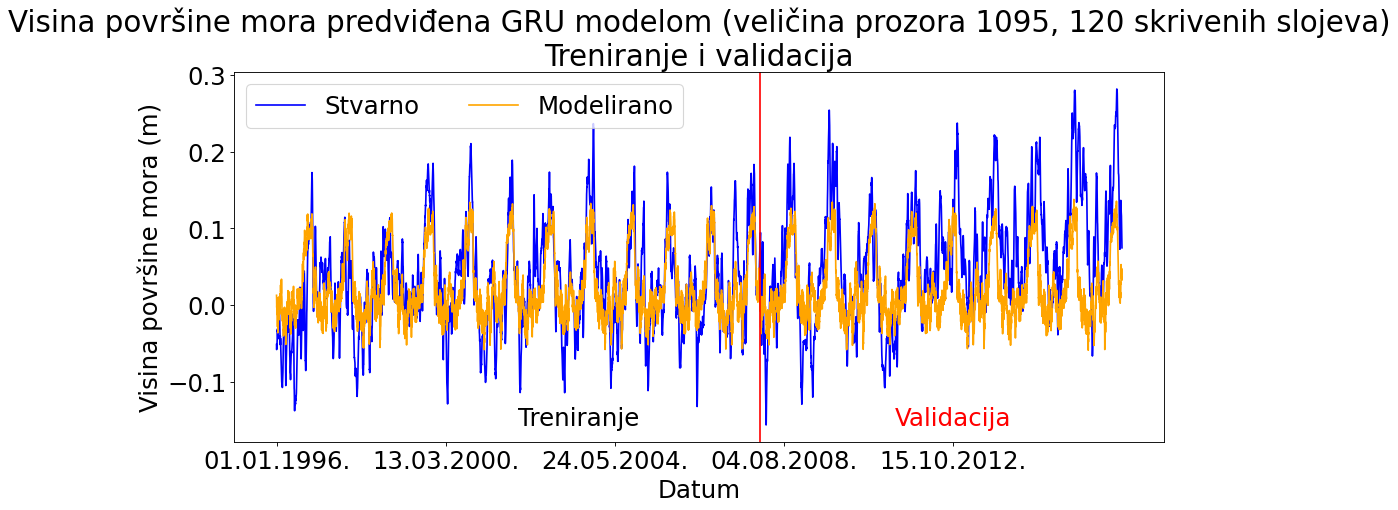 Visina površine mora predviđena GRU modelom (veličina prozora 1095, 120 skrivenih slojeva)
Treniranje i validacija
Stvarno
Modelirano
Visina površine mora (m)
0.3
0.2
0.1
0.0
−0.1
Treniranje
Validacija
01.01.1996.
13.03.2000.
24.05.2004.
04.08.2008.
15.10.2012.
Datum